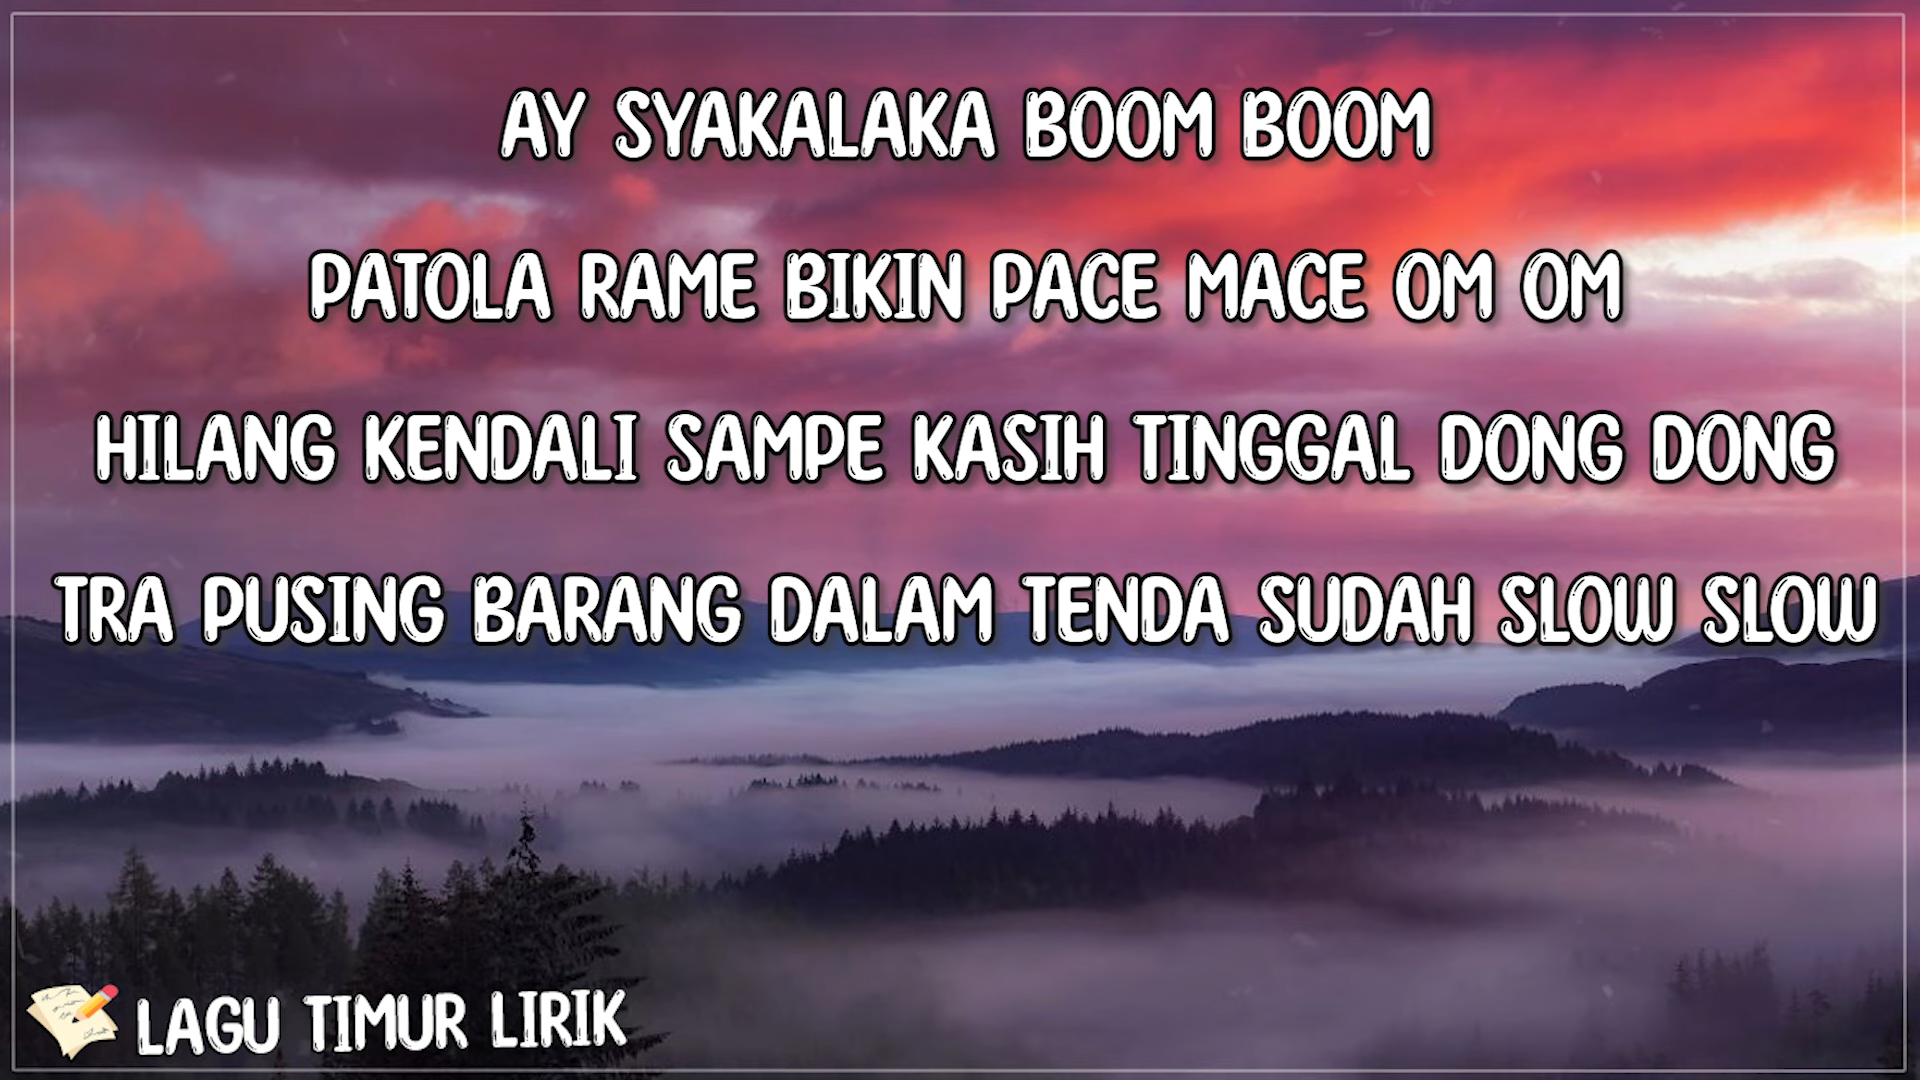 AY SYAKALAKA BOOM BOOM
PATOLA RAME BIKIN PACE MACE OM OM
HILANG KENDALI SAMPE KASIH TINGGAL DONG DONG
TRA PUSING BARANG DALAM TENDA SUDAH SLOW SLOW
LAGU TIMUR LIRIK